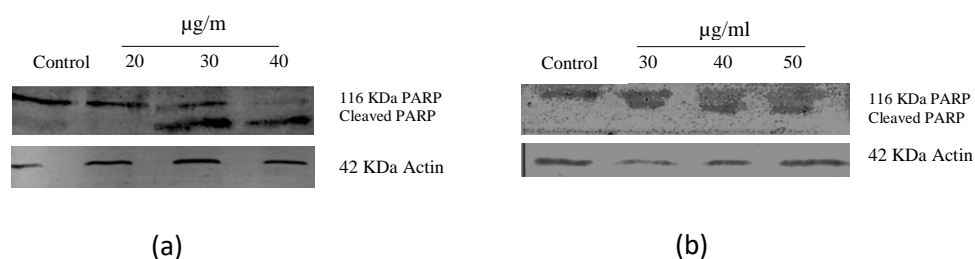 µg/m
Control 20 30 40
116 KDa PARP
Cleaved PARP
42 KDa Actin
(a)
µg/ml
Control 30 40 50
116 KDa PARP
Cleaved PARP
42 KDa Actin
(b)